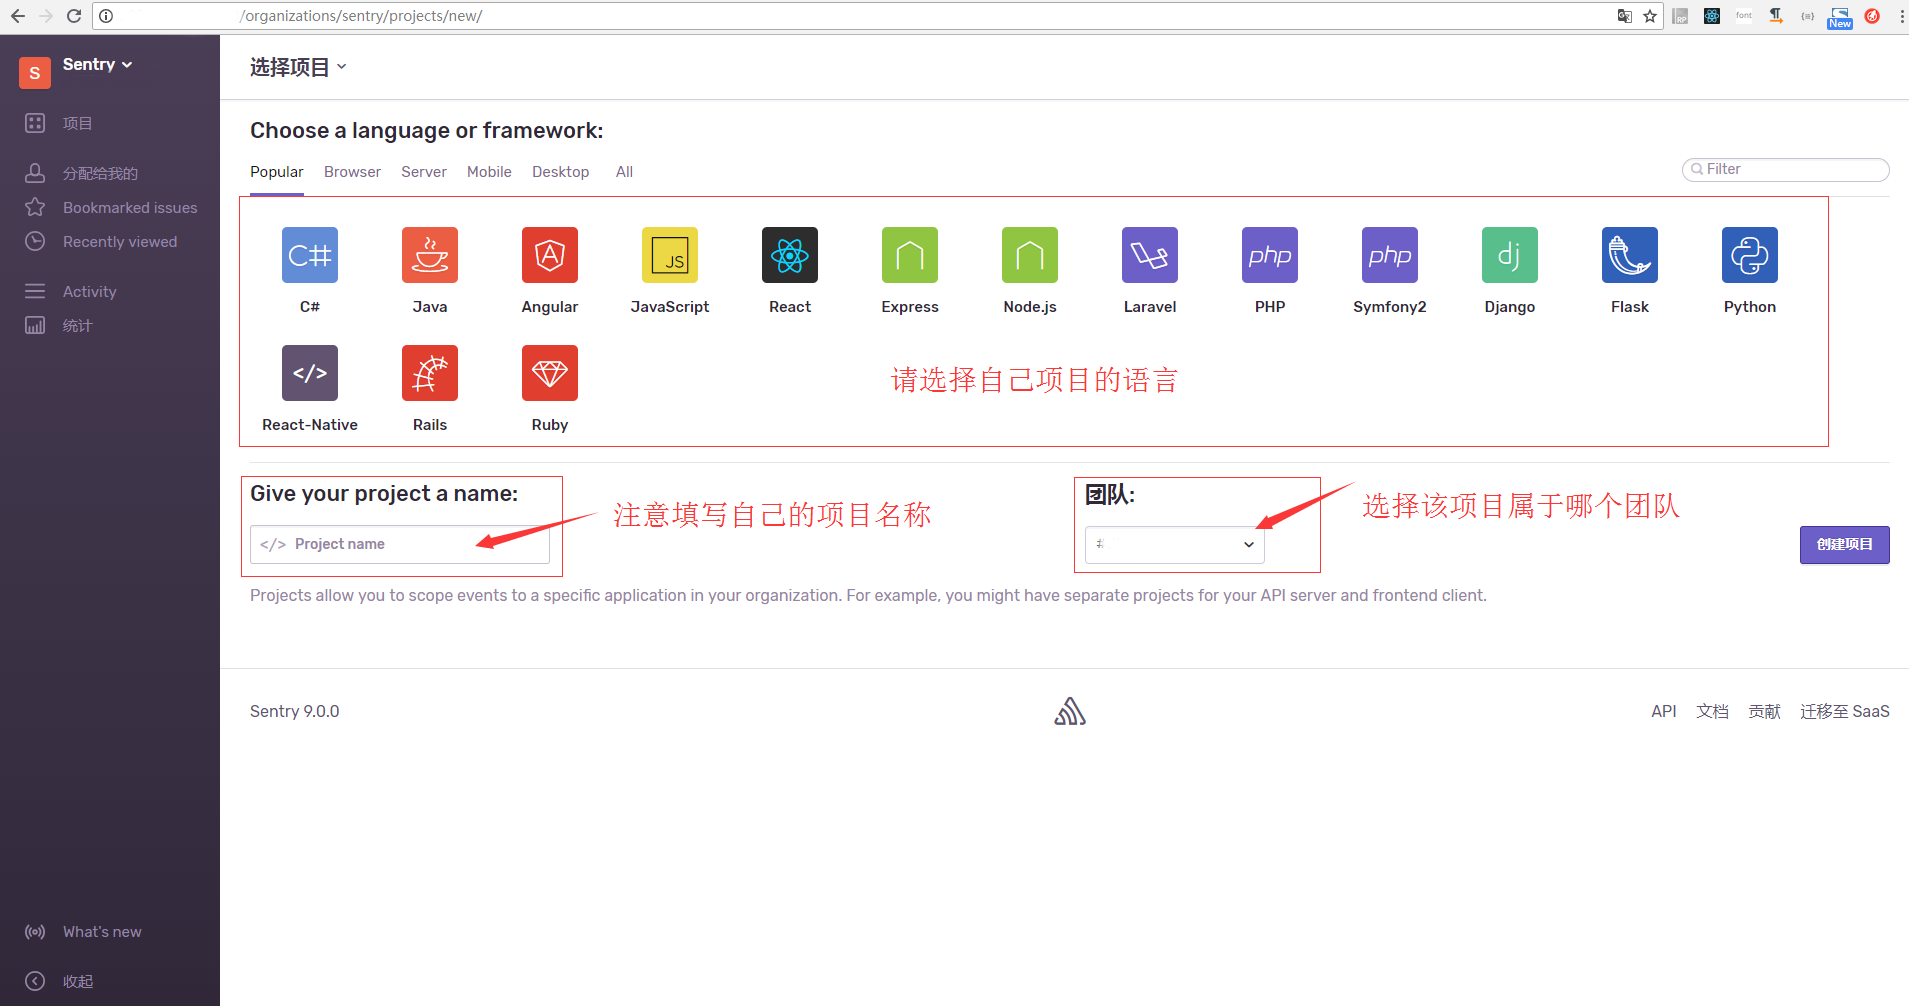 /organizations/sentry/projects/new/
RP
font
{≡}
New
S
Sentry
选择项目
项目
分配给我的
Bookmarked issues
Recently viewed
Activity
统计
Choose a language or framework:
Popular Browser Server Mobile Desktop All
Filter
C#
JS
php
php
dj
C# Java Angular JavaScript React Express Node.js Laravel PHP Symfony2 Django Flask Python
</>
请选择自己项目的语言
React-Native Rails Ruby
Give your project a name:
注意填写自己的项目名称
团队:
选择该项目属于哪个团队
</> Project name
创建项目
Projects allow you to scope events to a specific application in your organization. For example, you might have separate projects for your API server and frontend client.
Sentry 9.0.0
API 文档 贡献 迁移至 SaaS
What's new
收起